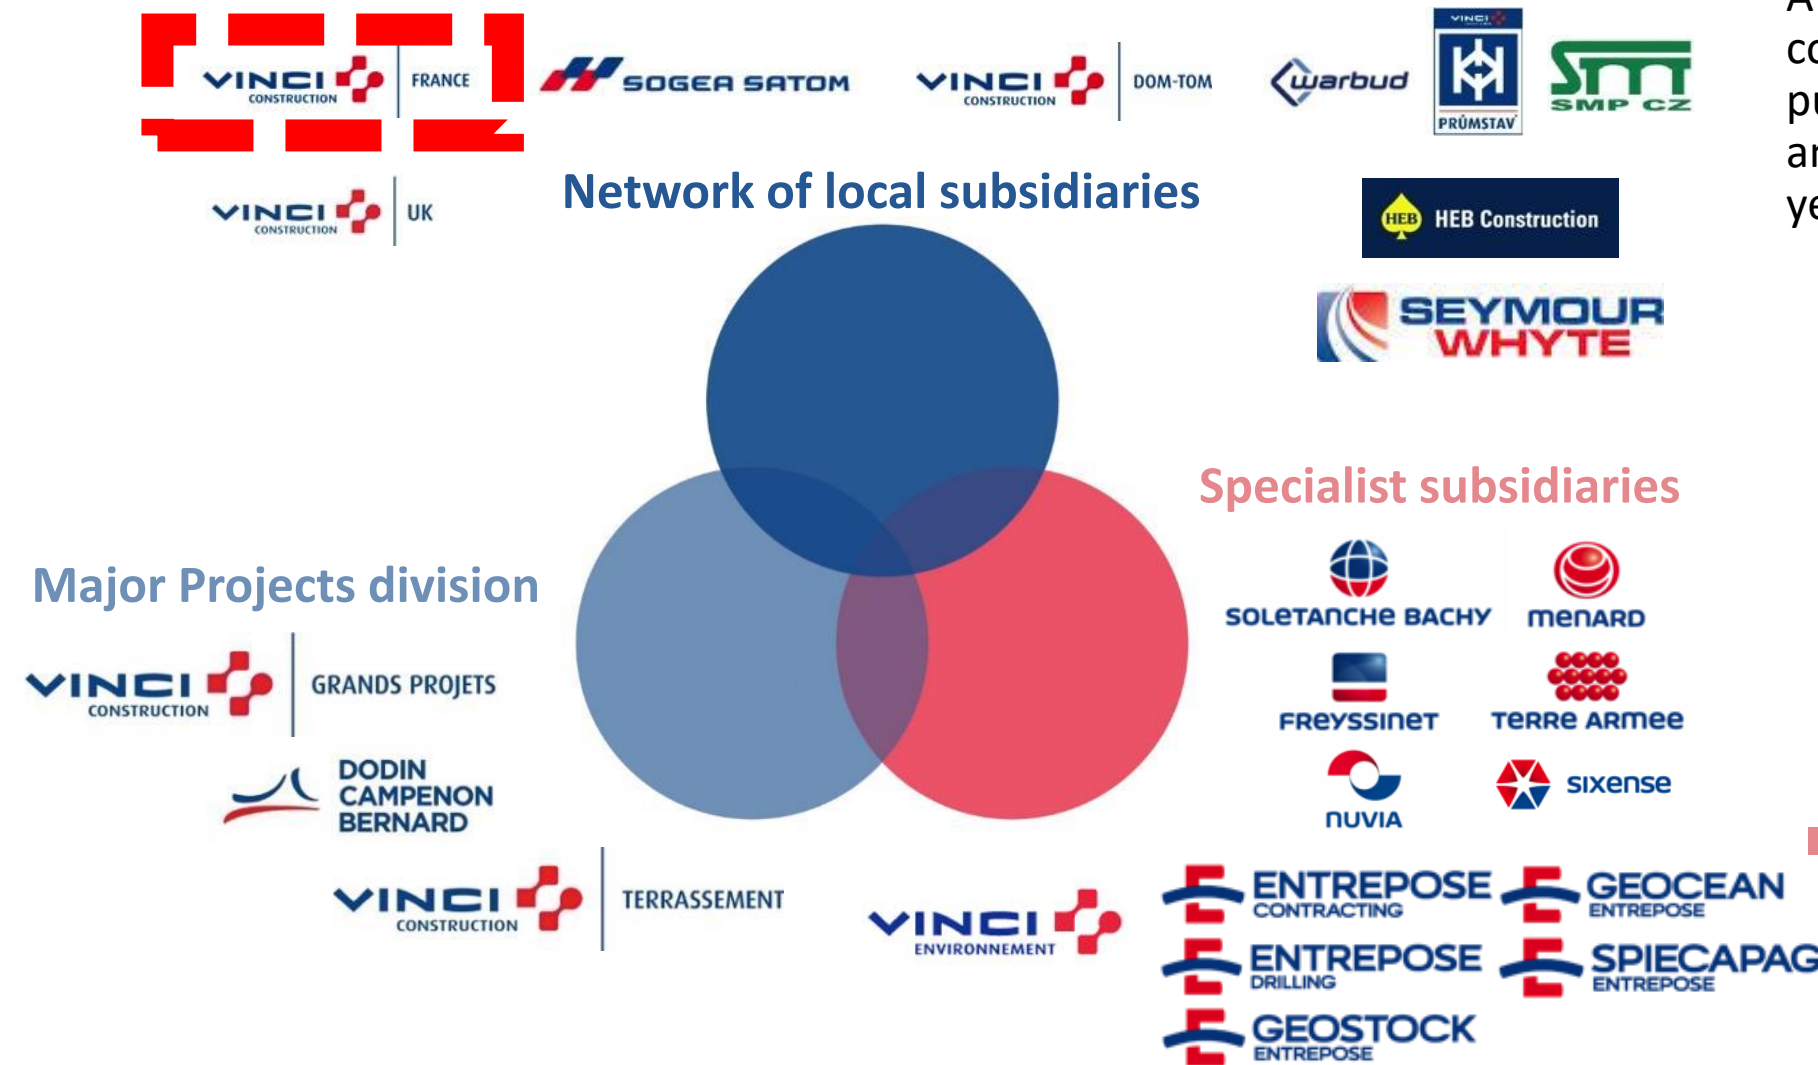 VINCI
CONSTRUCTION
FRANCE
SOGEA SATOM
VINCI
CONSTRUCTION
DOM-TOM
warbud
VINCI
PRŮMSTAV
SMP CZ
VINCI
CONSTRUCTION
UK
Network of local subsidiaries
HEB
HEB Construction
SEYMOUR
WHYTE
Specialist subsidiaries
SOLETANCHE BACHY
MENARD
FREYSSINET
TERRE ARMEE
NUVIA
SIXENSE
Major Projects division
VINCI
CONSTRUCTION
GRANDS PROJETS
DODIN
CAMPENON
BERNARD
VINCI
CONSTRUCTION
TERRASSEMENT
VINCI
ENVIRONNEMENT
ENTREPOSE
CONTRACTING
GEOCEAN
ENTREPOSE
ENTREPOSE
DRILLING
SPIECAPAG
ENTREPOSE
GEOSTOCK
ENTREPOSE